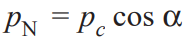 p_N = p_c cos α